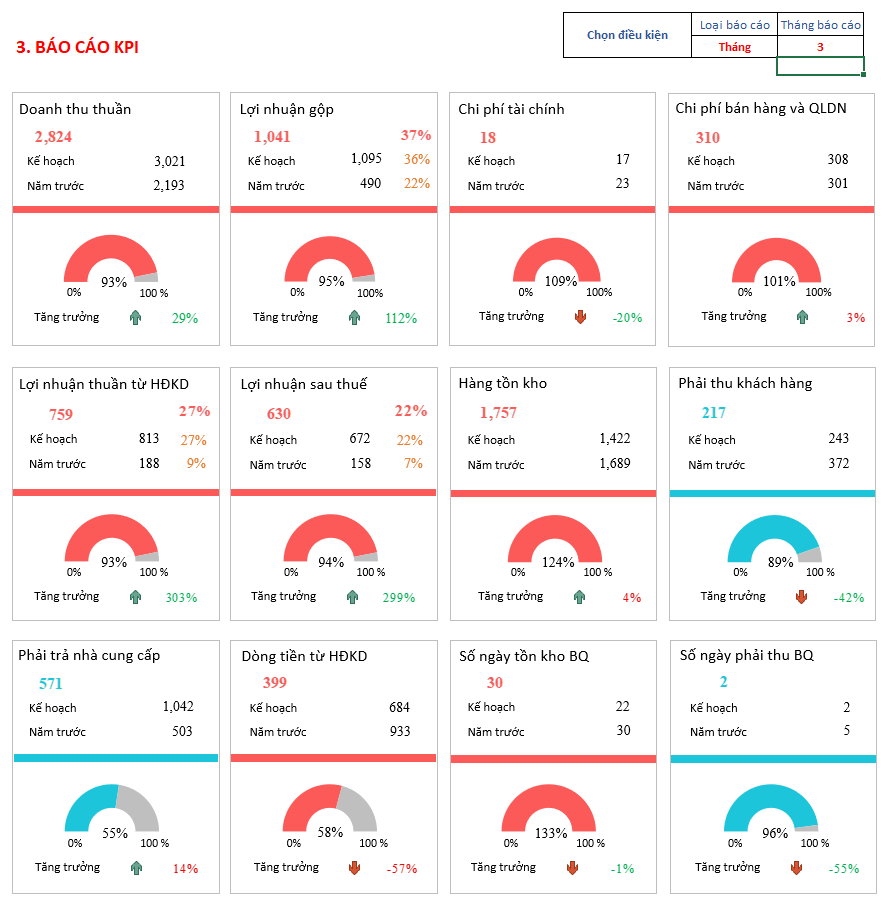 3. BÁO CÁO KPI
Chọn điều kiện
Loại báo cáo
Tháng báo cáo
Tháng
3
Doanh thu thuần
2,824
Kế hoạch 3,021
Năm trước 2,193
93%
0% 100 %
Tăng trưởng 29%
Lợi nhuận gộp
1,041 37%
Kế hoạch 1,095 36%
Năm trước 490 22%
95%
0% 100%
Tăng trưởng 112%
Chi phí tài chính
18
Kế hoạch 17
Năm trước 23
109%
0% 100%
Tăng trưởng -20%
Chi phí bán hàng và QLDN
310
Kế hoạch 308
Năm trước 301
101%
0% 100%
Tăng trưởng 3%
Lợi nhuận thuần từ HĐKD
759 27%
Kế hoạch 813 27%
Năm trước 188 9%
93%
0% 100 %
Tăng trưởng 303%
Lợi nhuận sau thuế
630 22%
Kế hoạch 672 22%
Năm trước 158 7%
94%
0% 100 %
Tăng trưởng 299%
Hàng tồn kho
1,757
Kế hoạch 1,422
Năm trước 1,689
124%
0% 100 %
Tăng trưởng 4%
Phải thu khách hàng
217
Kế hoạch 243
Năm trước 372
89%
0% 100 %
Tăng trưởng -42%
Phải trả nhà cung cấp
571
Kế hoạch 1,042
Năm trước 503
55%
0% 100 %
Tăng trưởng 14%
Dòng tiền từ HĐKD
399
Kế hoạch 684
Năm trước 933
58%
0% 100 %
Tăng trưởng -57%
Số ngày tồn kho BQ
30
Kế hoạch 22
Năm trước 30
133%
0% 100 %
Tăng trưởng -1%
Số ngày phải thu BQ
2
Kế hoạch 2
Năm trước 5
96%
0% 100 %
Tăng trưởng -55%